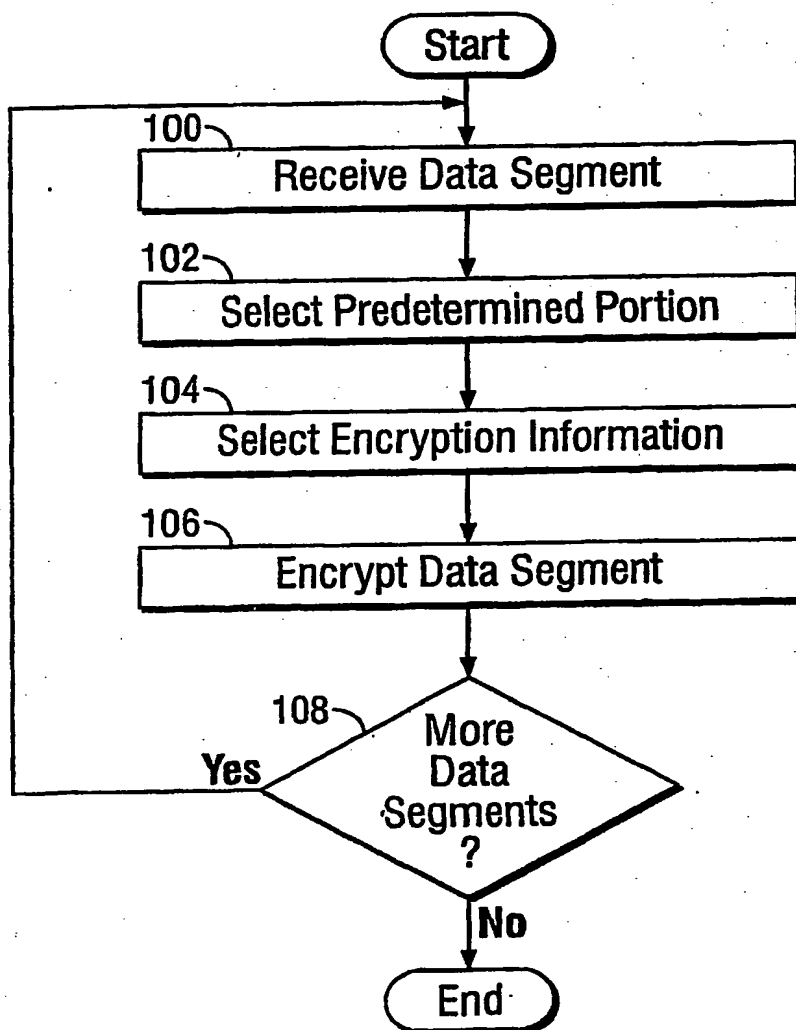 Start
100
Receive Data Segment
102
Select Predetermined Portion
104
Select Encryption Information
106
Encrypt Data Segment
108
More
Data
Segments
?
Yes
No
End